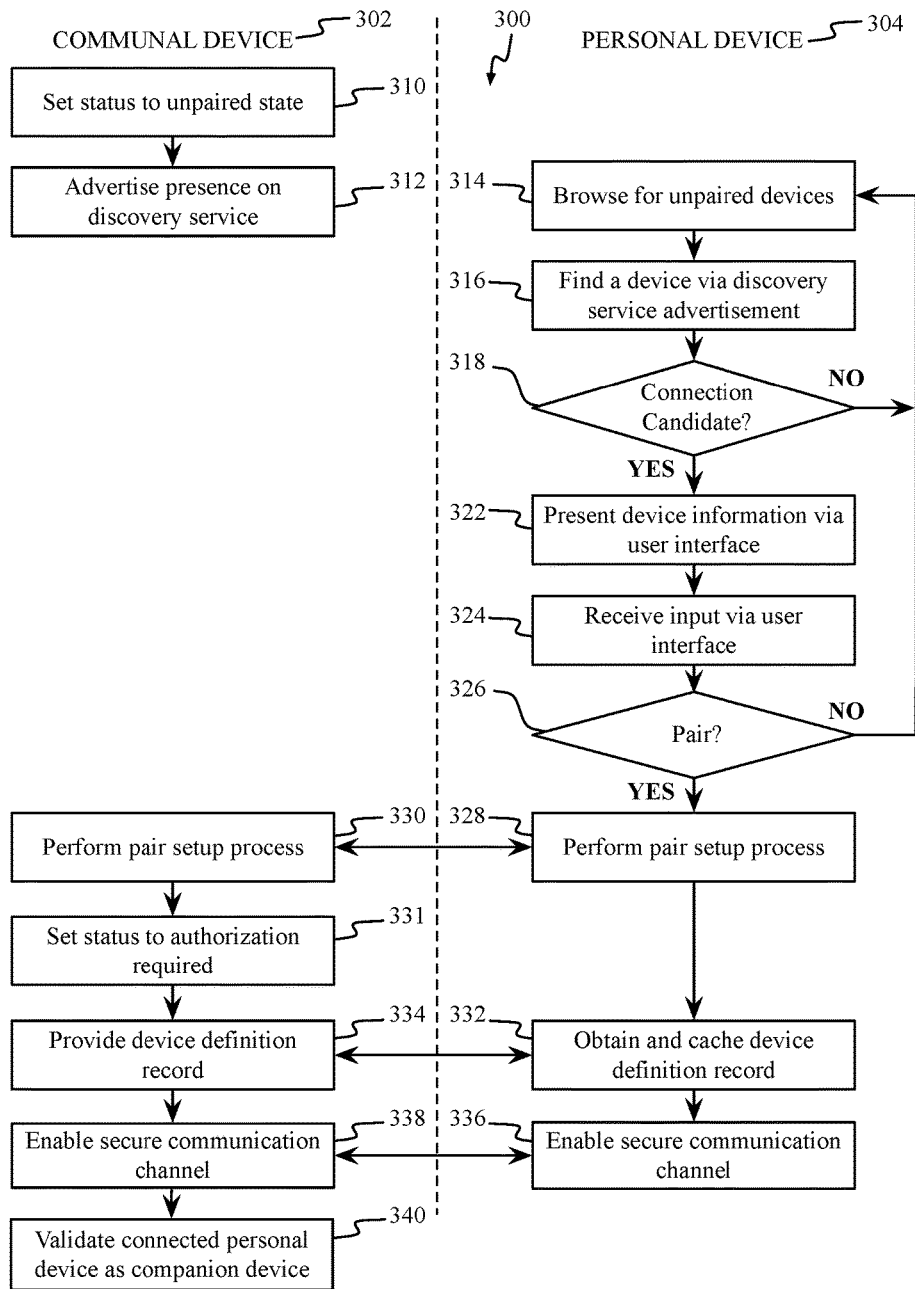 302
COMMUNAL DEVICE
300
304
PERSONAL DEVICE
310
Set status to unpaired state
312
Advertise presence on
discovery service
314
Browse for unpaired devices
316
Find a device via discovery
service advertisement
318
Connection
Candidate?
NO
YES
322
Present device information via
user interface
324
Receive input via user
interface
326
Pair?
NO
YES
330
Perform pair setup process
328
Perform pair setup process
331
Set status to authorization
required
334
Provide device definition
record
332
Obtain and cache device
definition record
338
Enable secure communication
channel
336
Enable secure communication
channel
340
Validate connected personal
device as companion device